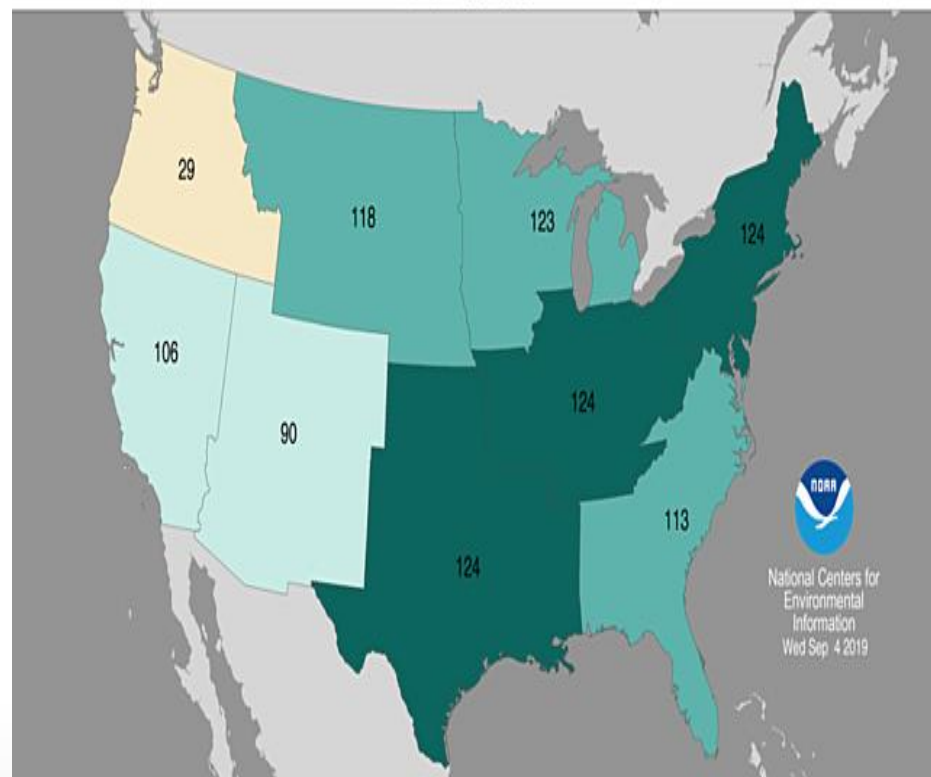 29
118
123
124
106
90
124
113
124
NOAA
National Centers for
Environmental
Information
Wed Sep 4 2019